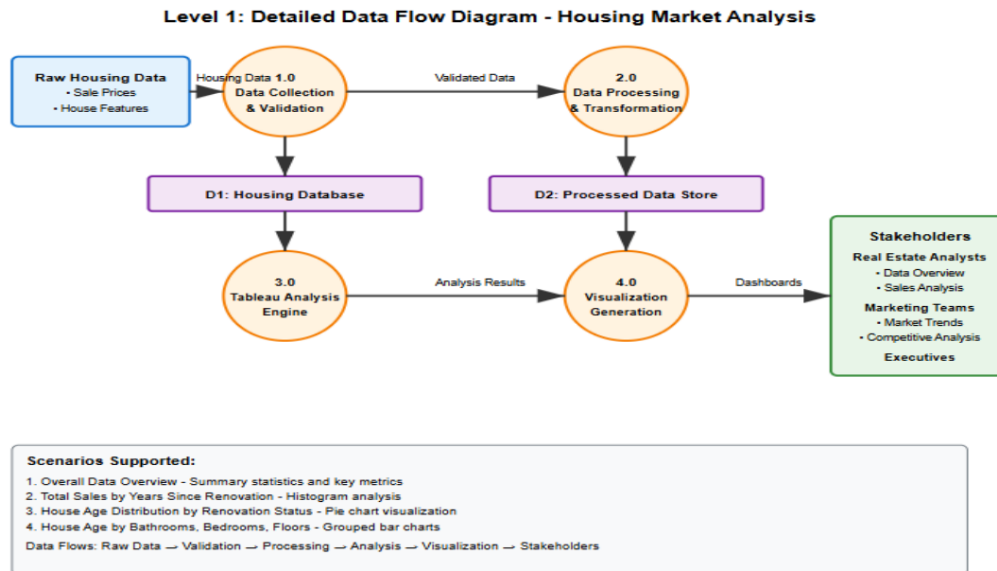 Level 1: Detailed Data Flow Diagram - Housing Market Analysis
Raw Housing Data
• Sale Prices
• House Features
Housing Data
1.0
Data Collection
& Validation
Validated Data
2.0
Data Processing
& Transformation
D1: Housing Database
D2: Processed Data Store
3.0
Tableau Analysis
Engine
Analysis Results
4.0
Visualization
Generation
Dashboards
Stakeholders
Real Estate Analysts
• Data Overview
• Sales Analysis
Marketing Teams
• Market Trends
• Competitive Analysis
Executives
Scenarios Supported:
1. Overall Data Overview - Summary statistics and key metrics
2. Total Sales by Years Since Renovation - Histogram analysis
3. House Age Distribution by Renovation Status - Pie chart visualization
4. House Age by Bathrooms, Bedrooms, Floors - Grouped bar charts
Data Flows: Raw Data → Validation → Processing → Analysis → Visualization → Stakeholders